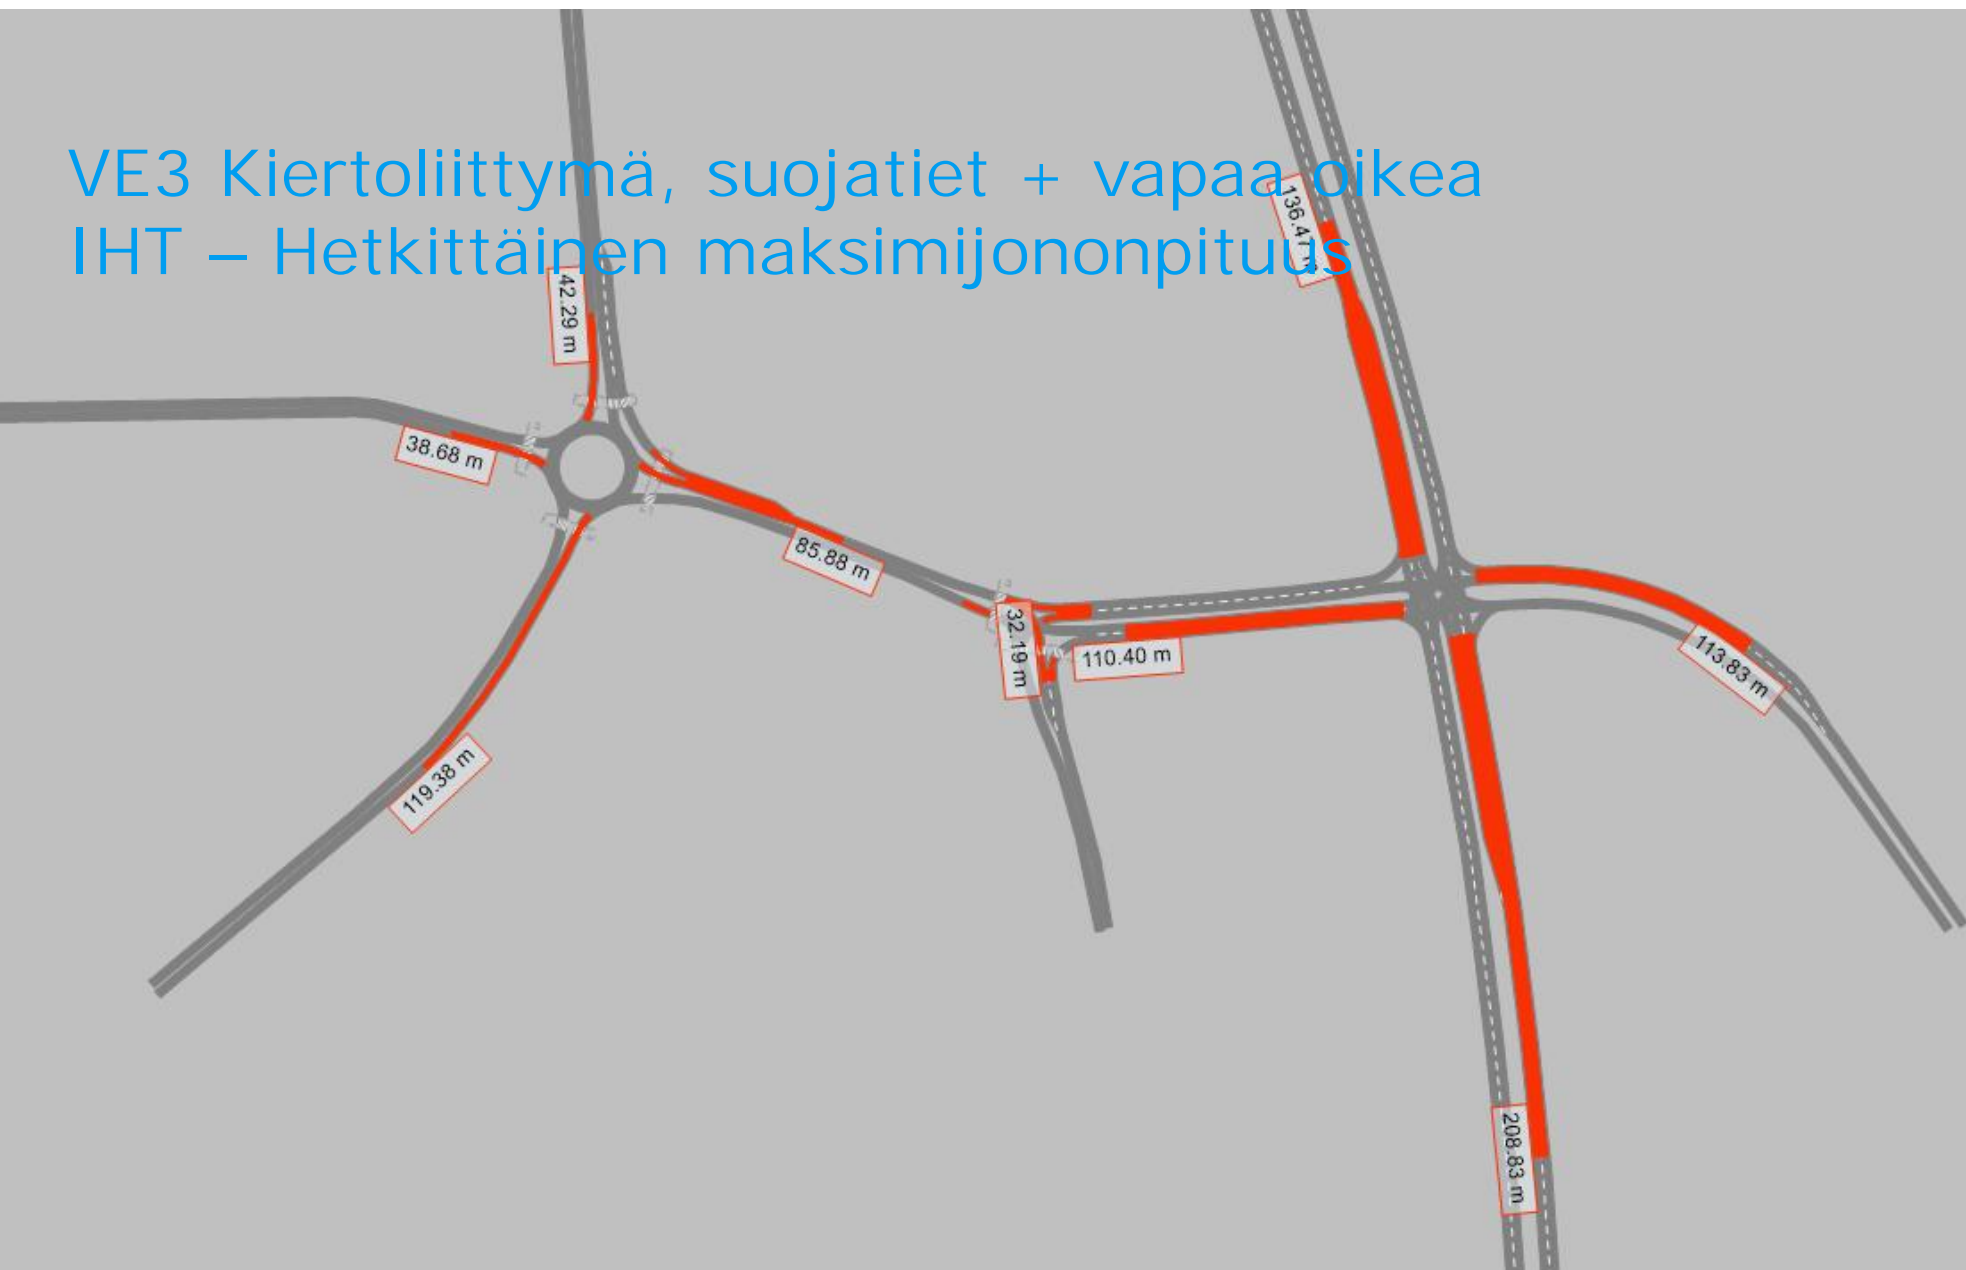 VE3 Kiertoliittymä, suojatiet + vapaa oikea
IHT – Hetkittäinen maksimijononpituus
136.47 m
42.29 m
38.68 m
85.88 m
32.19 m
110.40 m
113.83 m
119.38 m
208.83 m